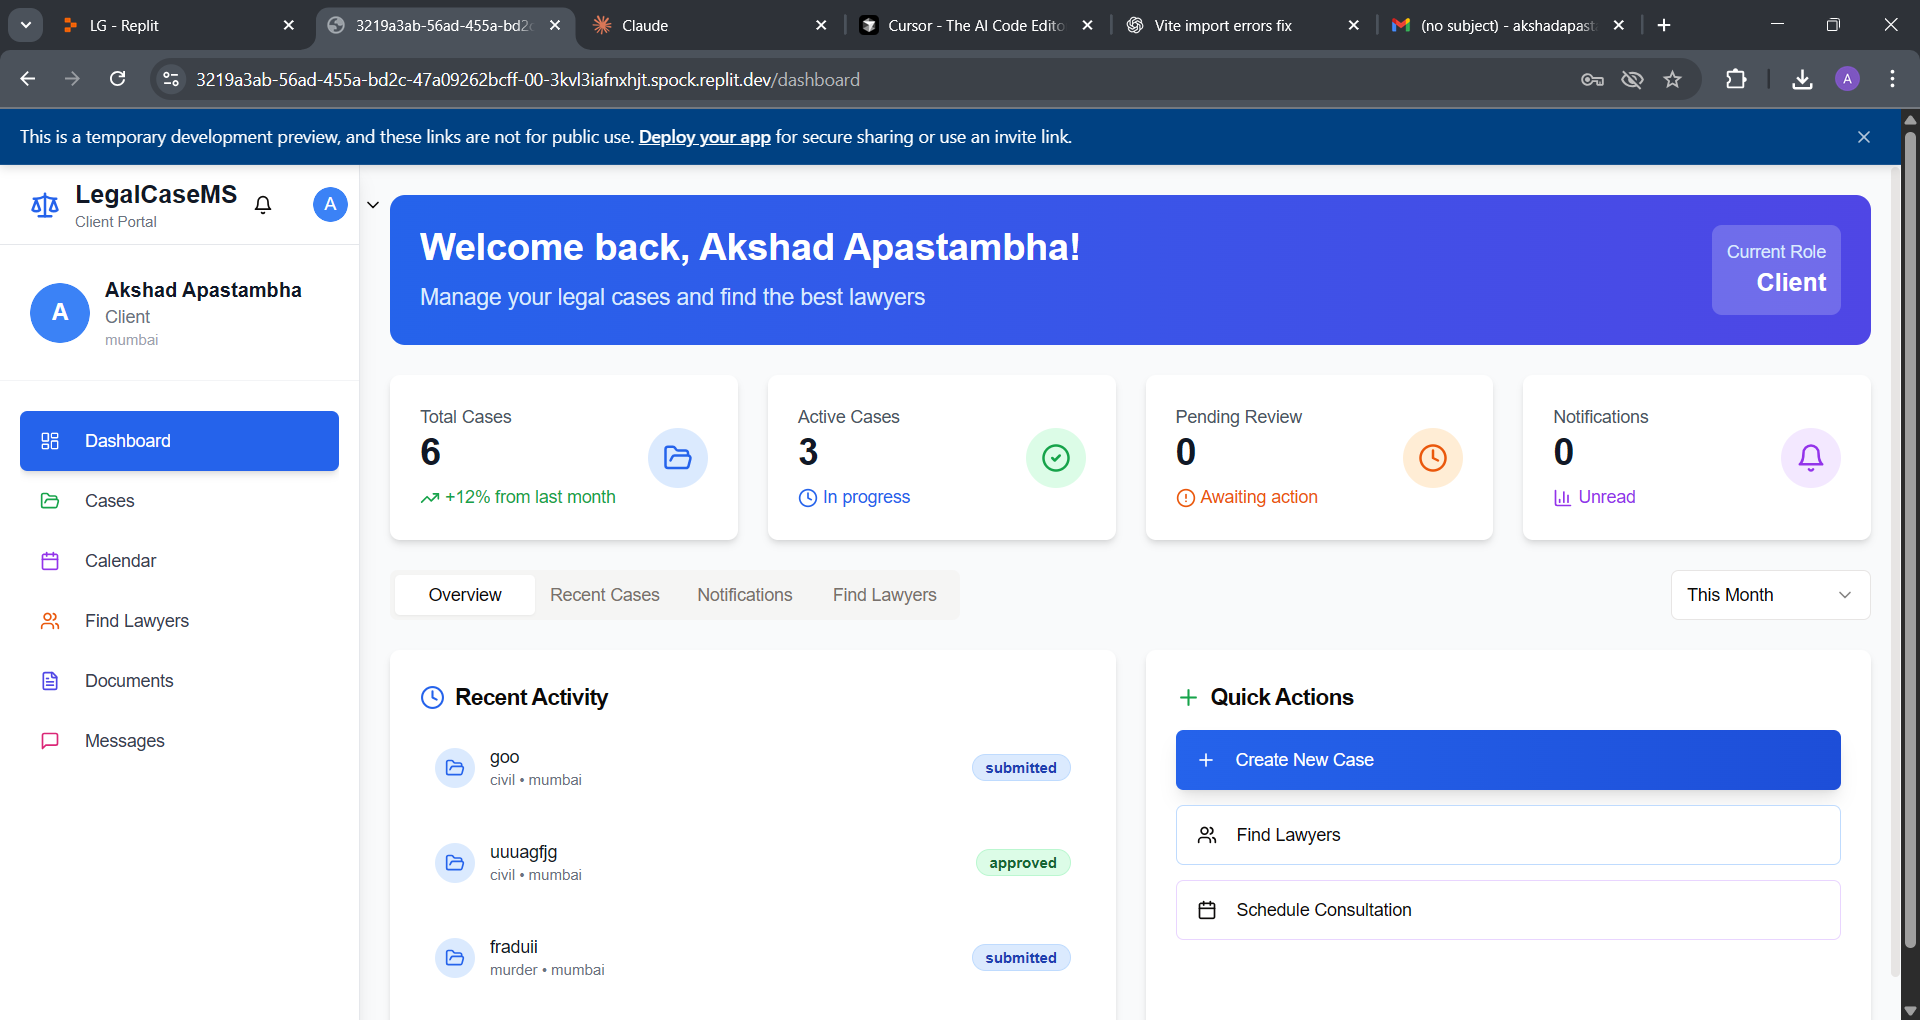 LG - Replit
3219a3ab-56ad-455a-bd2
Claude
Cursor - The AI Code Edito
Vite import errors fix
(no subject) - akshadapast
3219a3ab-56ad-455a-bd2c-47a09262bcff-00-3kvl3iafnxhjt.spock.replit.dev/dashboard
A
This is a temporary development preview, and these links are not for public use. Deploy your app for secure sharing or use an invite link.
LegalCaseMS
Client Portal
A
Welcome back, Akshad Apastambha!
Manage your legal cases and find the best lawyers
Current Role
Client
A
Akshad Apastambha
Client
mumbai
Dashboard
Cases
Calendar
Find Lawyers
Documents
Messages
Total Cases
6
+12% from last month
Active Cases
3
In progress
Pending Review
0
Awaiting action
Notifications
0
Unread
Overview
Recent Cases
Notifications
Find Lawyers
This Month
Recent Activity
goo
civil • mumbai
submitted
uuuagfjg
civil • mumbai
approved
fraduii
murder • mumbai
submitted
Quick Actions
Create New Case
Find Lawyers
Schedule Consultation